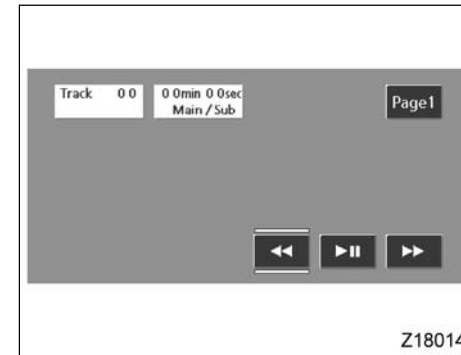 Track 0 0
0 0min 0 0sec
Main / Sub
Page1
Z18014